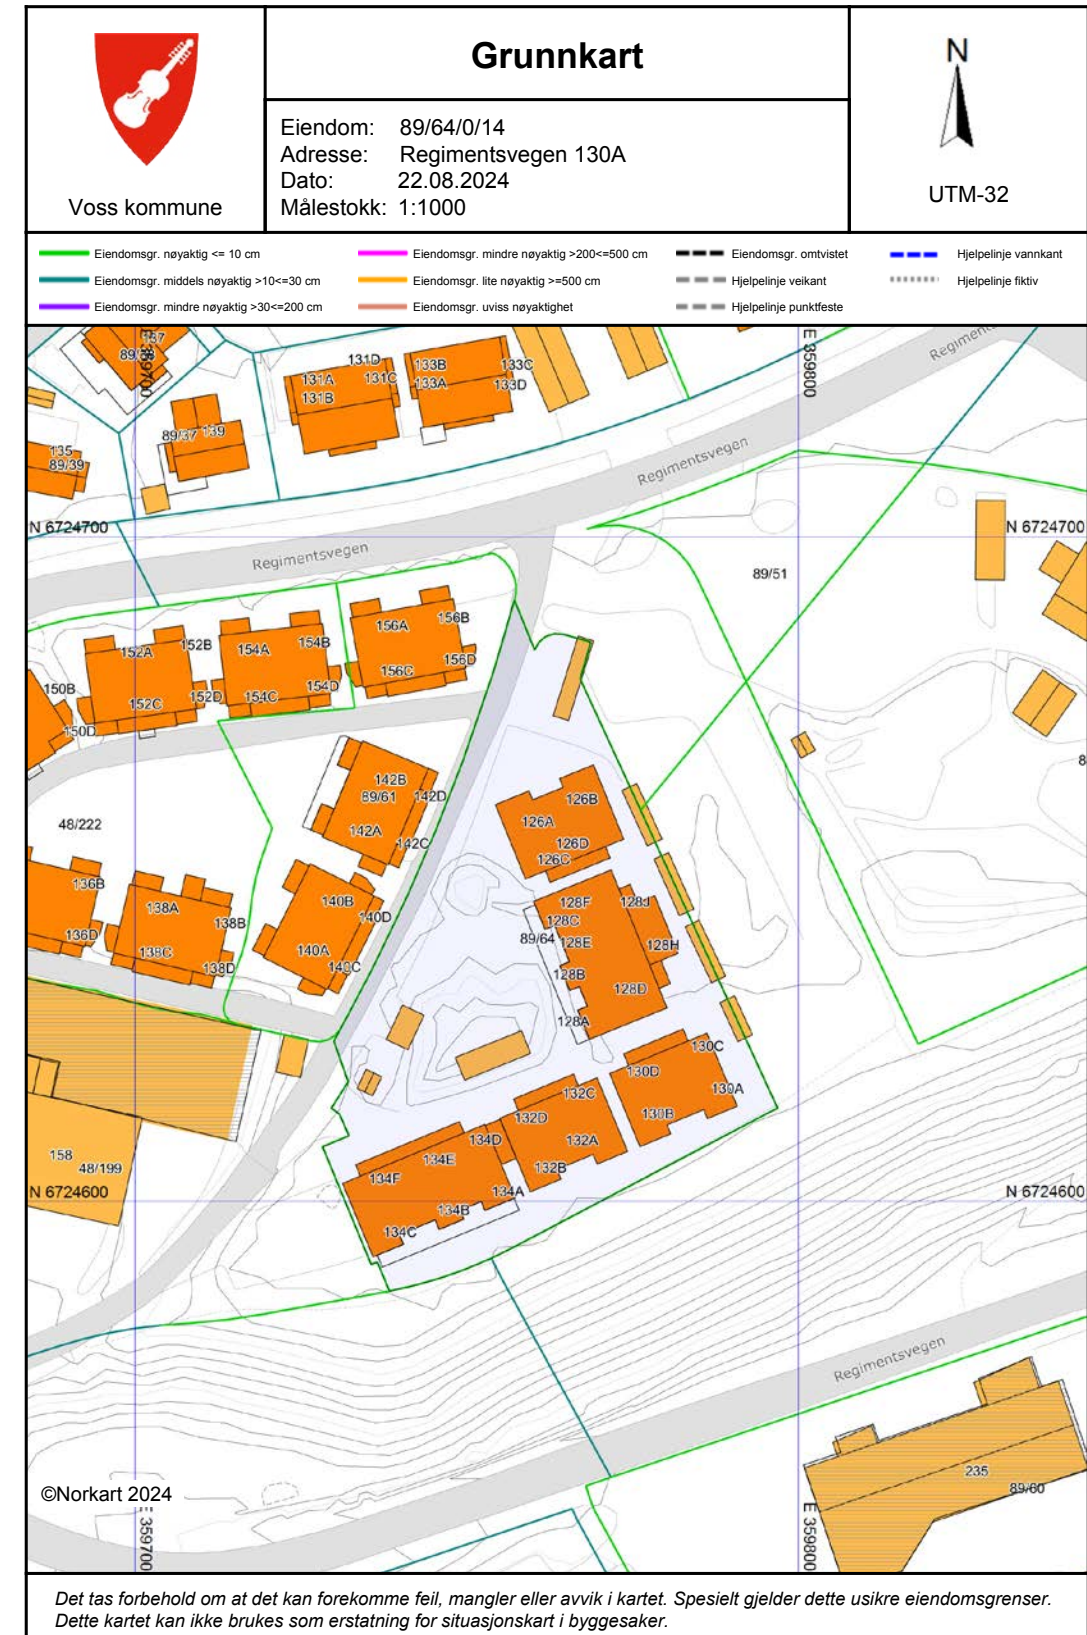 Grunnkart
N
Eiendom: 89/64/0/14
Adresse: Regimentsvegen 130A
Dato: 22.08.2024
Målestokk: 1:1000
Voss kommune
UTM-32
Eiendomsgr. nøyaktig <= 10 cm
Eiendomsgr. middels nøyaktig >10<=30 cm
Eiendomsgr. mindre nøyaktig >30<=200 cm
Eiendomsgr. mindre nøyaktig >200<=500 cm
Eiendomsgr. lite nøyaktig >=500 cm
Eiendomsgr. uviss nøyaktighet
Eiendomsgr. omtvistet
Hjelpelinje veikant
Hjelpelinje punktfeste
Hjelpelinje vannkant
Hjelpelinje fiktiv
E 359700
E 359800
131D
131A
131C
131B
133B
133C
133A
133D
89/37
139
135
89/39
Regimentsvegen
N 6724700
N 6724700
Regimentsvegen
89/51
156A
156B
156C
156D
152A
152B
154A
154B
150B
152C
152D
154C
154D
150D
142B
89/61
142D
142A
142C
48/222
126B
126A
126D
126C
136B
138A
140B
140D
138B
136D
138C
138D
140A
140C
128F
128J
128C
89/64
128E
128H
128B
128D
128A
130C
130D
130A
130B
132C
132D
132A
132B
134D
134E
134F
134A
134B
134C
158
48/199
N 6724600
N 6724600
Regimentsvegen
235
89/60
©Norkart 2024
E 359700
E 359800
Det tas forbehold om at det kan forekomme feil, mangler eller avvik i kartet. Spesielt gjelder dette usikre eiendomsgrenser.
Dette kartet kan ikke brukes som erstatning for situasjonskart i byggesaker.